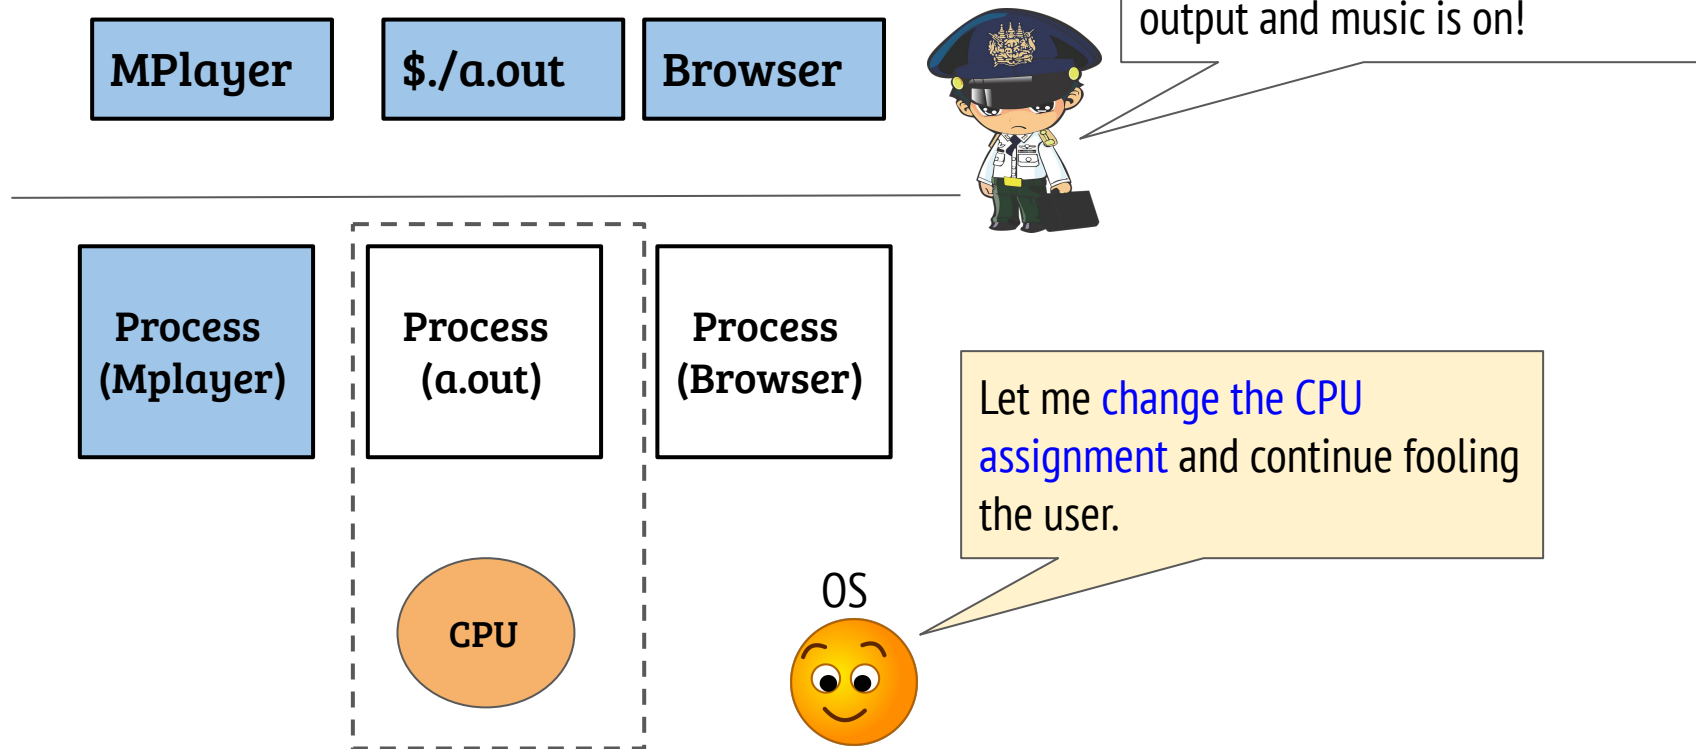 output and music is on!
MPlayer
$./a.out
Browser
Process
(Mplayer)
Process
(a.out)
Process
(Browser)
Let me change the CPU
assignment and continue fooling
the user.
OS
CPU